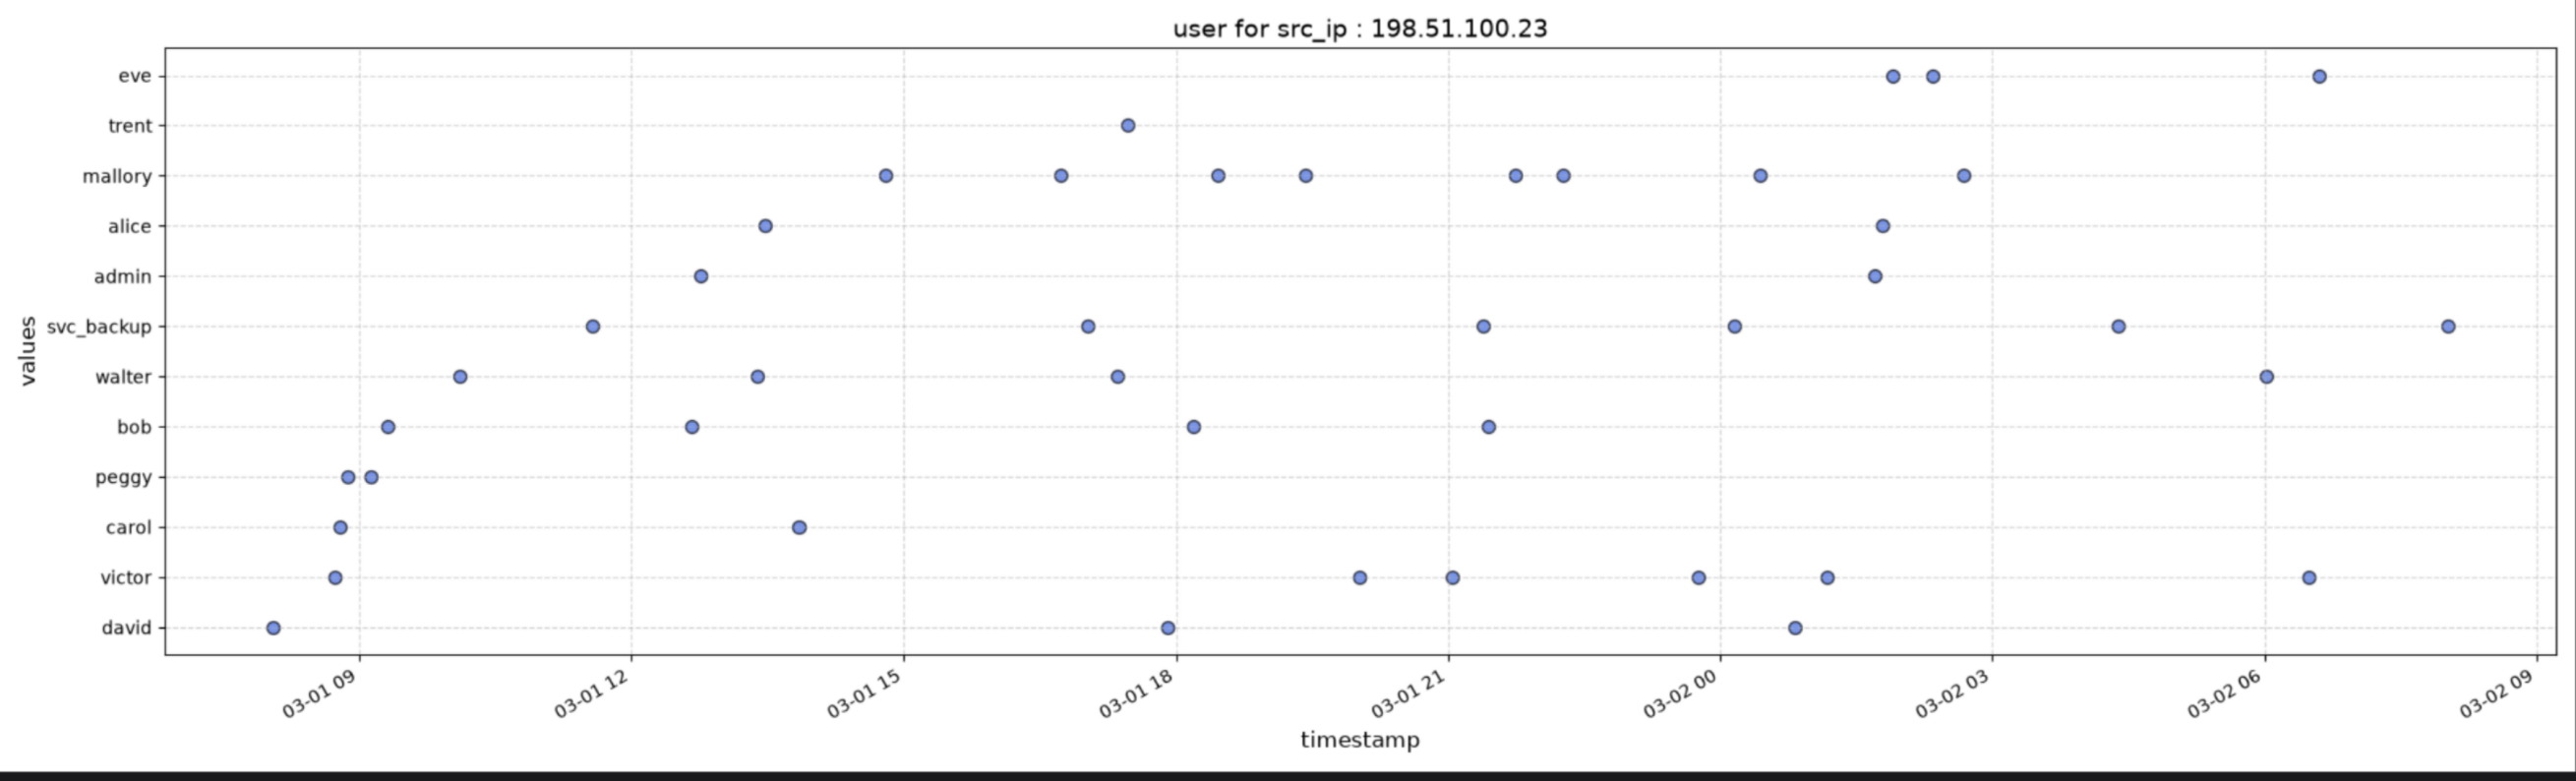 user for src_ip : 198.51.100.23
eve
trent
mallory
alice
admin
svc_backup
walter
bob
peggy
carol
victor
david
values
03-01 09
03-01 12
03-01 15
03-01 18
03-01 21
03-02 00
03-02 03
03-02 06
03-02 09
timestamp